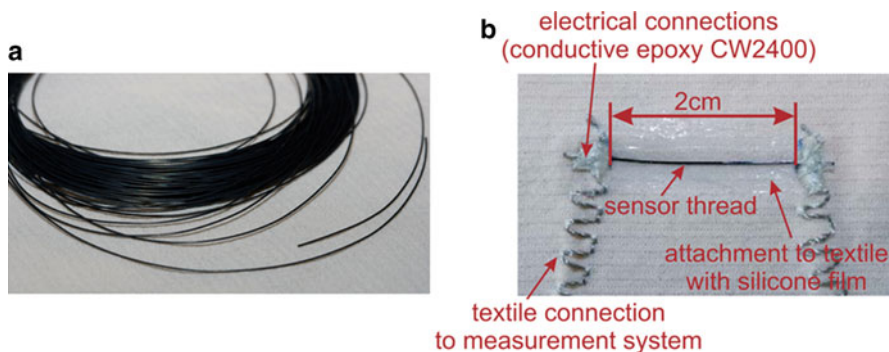 a
b
electrical connections
(conductive epoxy CW2400)
2cm
sensor thread
attachment to textile
with silicone film
textile connection
to measurement system